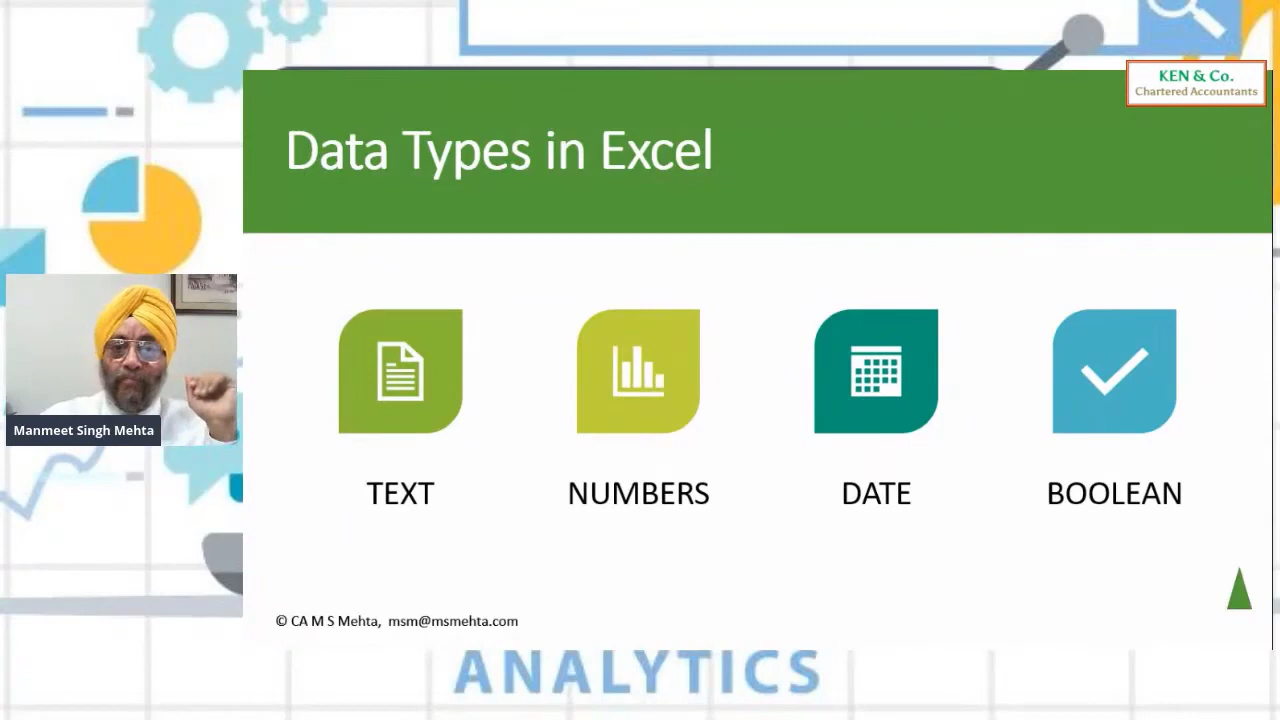 KEN & Co.
Chartered Accountants
Data Types in Excel
Manmeet Singh Mehta
TEXT
NUMBERS
DATE
BOOLEAN
© CA M S Mehta, msm@msmehta.com
ANALYTICS